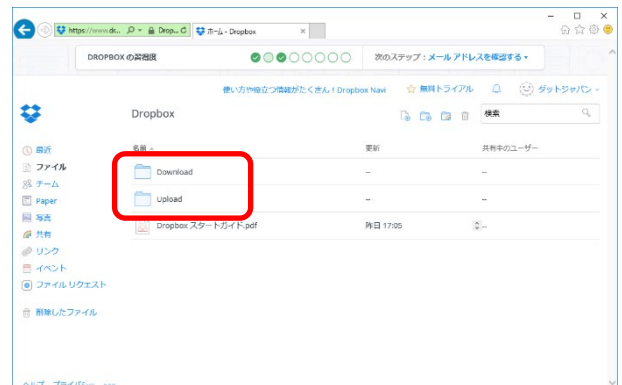 https://www.dr...
Drop...
ホーム - Dropbox
DROPBOX の習得度
次のステップ：メール アドレスを確認する
使い方や役立つ情報がたくさん！Dropbox Navi
無料トライアル
ダットジャパン
Dropbox
検索
最近
ファイル
チーム
Paper
写真
共有
リンク
イベント
ファイル リクエスト
削除したファイル
名前
更新
共有中のユーザー
Download
--
--
Upload
--
--
Dropbox スタートガイド.pdf
昨日 17:05
--